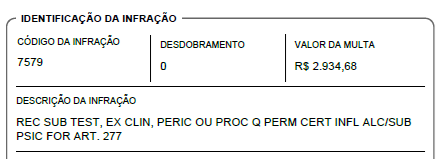 IDENTIFICAÇÃO DA INFRAÇÃO
CÓDIGO DA INFRAÇÃO
7579
DESDOBRAMENTO
0
VALOR DA MULTA
R$ 2.934,68
DESCRIÇÃO DA INFRAÇÃO
REC SUB TEST, EX CLIN, PERIC OU PROC Q PERM CERT INFL ALC/SUB
PSIC FOR ART. 277